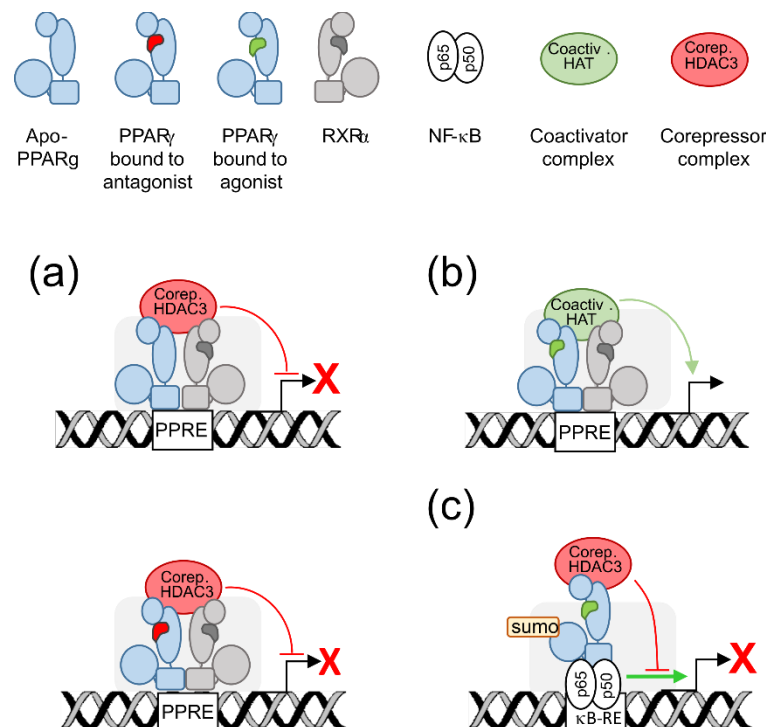 Coactiv .
HAT
Corep.
HDAC3
p65
p50
Apo-
PPARg
PPARγ
bound to
antagonist
PPARγ
bound to
agonist
RXRα
NF-κB
Coactivator
complex
Corepressor
complex
(a)
Corep.
HDAC3
X
PPRE
(b)
Coactiv .
HAT
PPRE
Corep.
HDAC3
X
PPRE
(c)
Corep.
HDAC3
sumo
p65
p50
X
κB-RE